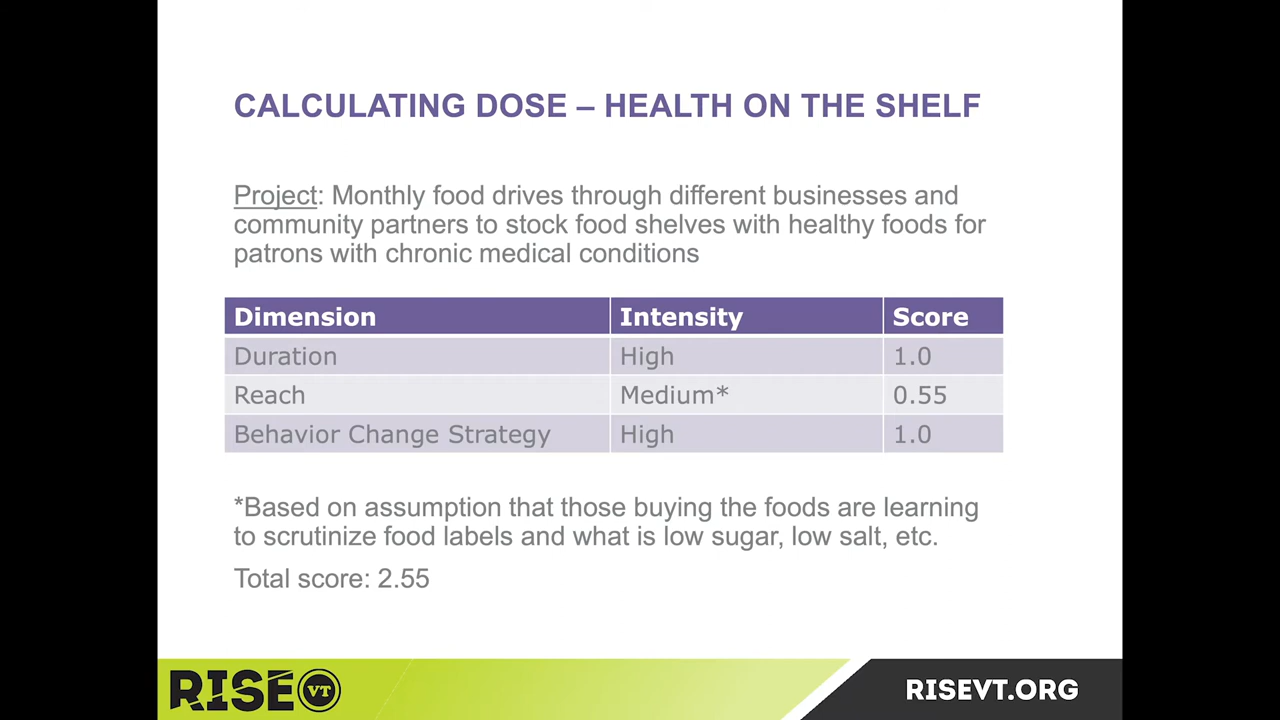 CALCULATING DOSE – HEALTH ON THE SHELF
Project: Monthly food drives through different businesses and
community partners to stock food shelves with healthy foods for
patrons with chronic medical conditions
Dimension Intensity Score
Duration High 1.0
Reach Medium* 0.55
Behavior Change Strategy High 1.0
*Based on assumption that those buying the foods are learning
to scrutinize food labels and what is low sugar, low salt, etc.
Total score: 2.55
RISE VT
RISEVT.ORG